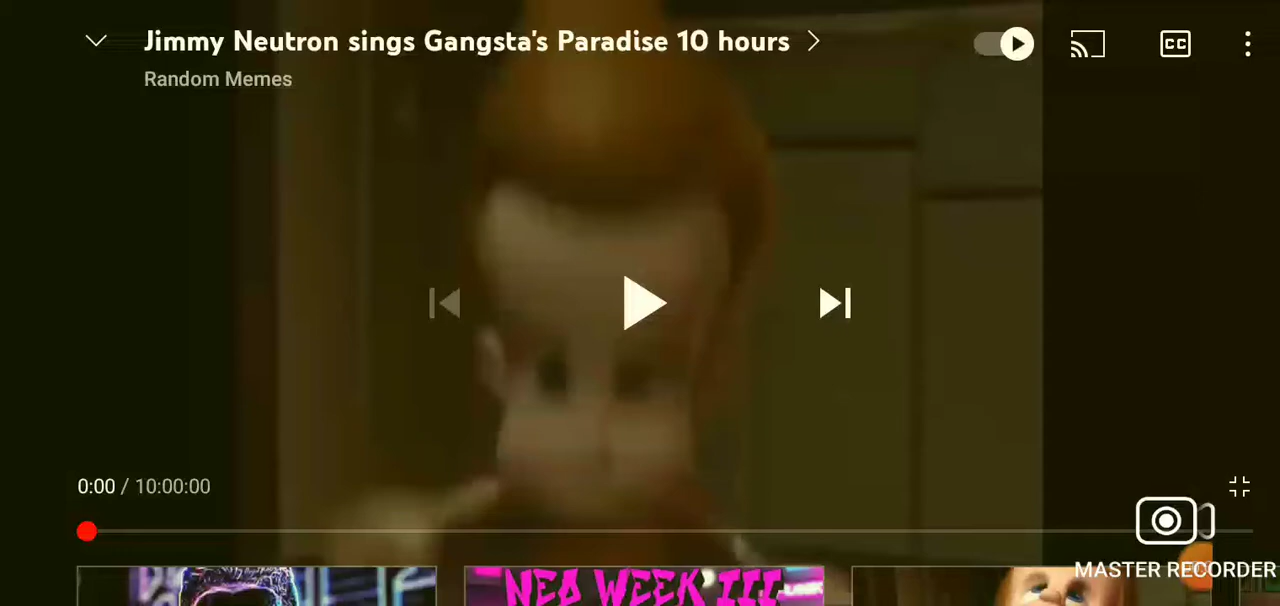 Jimmy Neutron sings Gangsta's Paradise 10 hours
CC
Random Memes
0:00 / 10:00:00
MASTER RECORDER
NEO WEEK III